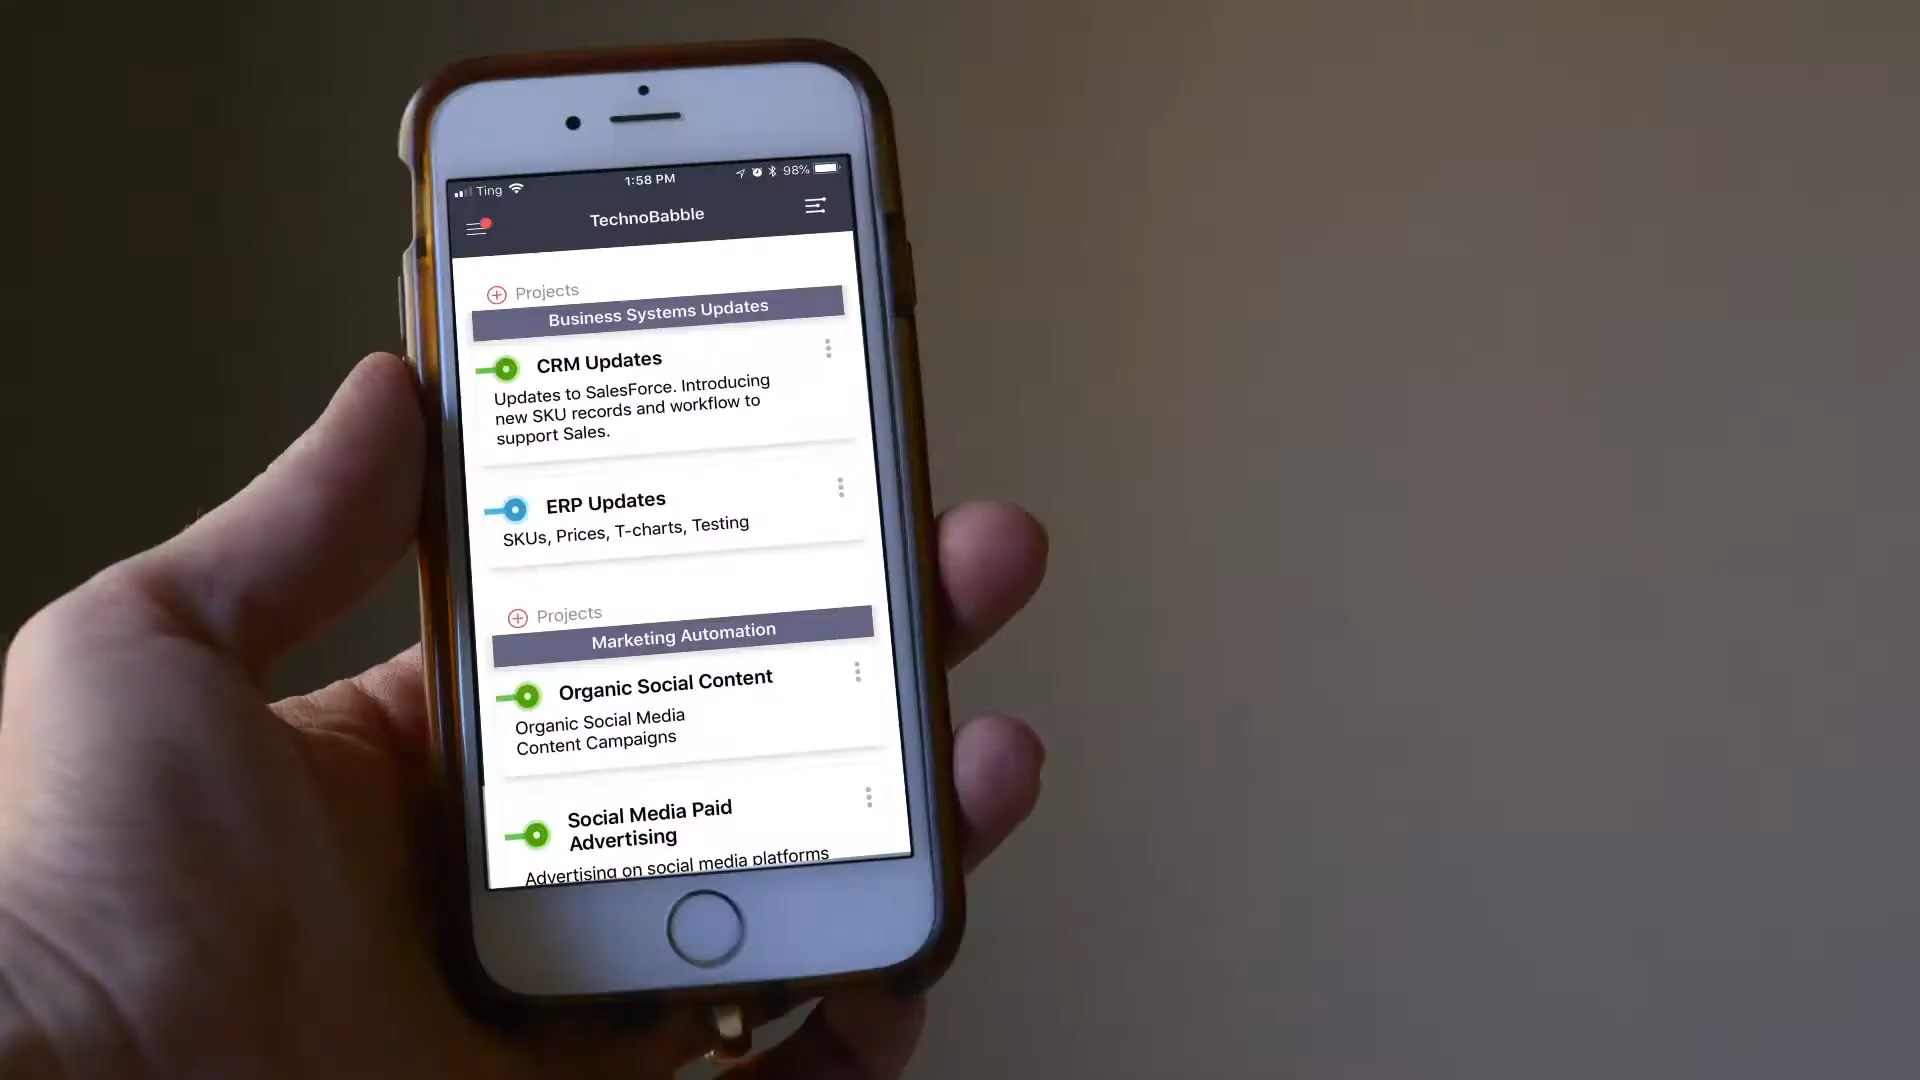 Ting 1:58 PM 98%
TechnoBabble
Projects
Business Systems Updates
CRM Updates
Updates to SalesForce. Introducing
new SKU records and workflow to
support Sales.
ERP Updates
SKUs, Prices, T-charts, Testing
Projects
Marketing Automation
Organic Social Content
Organic Social Media
Content Campaigns
Social Media Paid
Advertising
Advertising on social media platforms